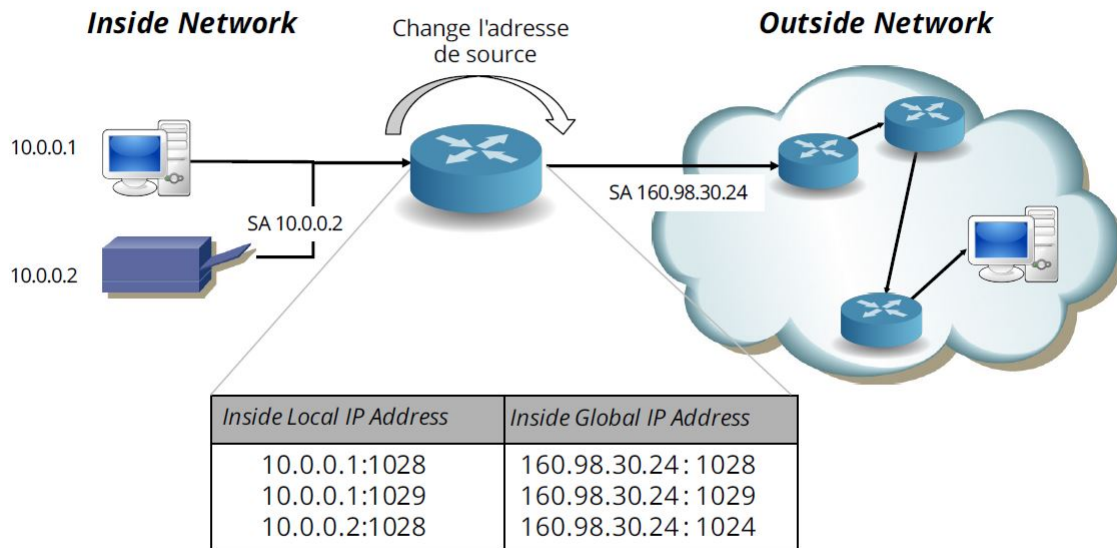 Inside Network
Change l'adresse
de source
Outside Network
10.0.0.1
SA 10.0.0.2
SA 160.98.30.24
10.0.0.2
Inside Local IP Address
Inside Global IP Address
10.0.0.1:1028
160.98.30.24: 1028
10.0.0.1:1029
160.98.30.24: 1029
10.0.0.2:1028
160.98.30.24: 1024